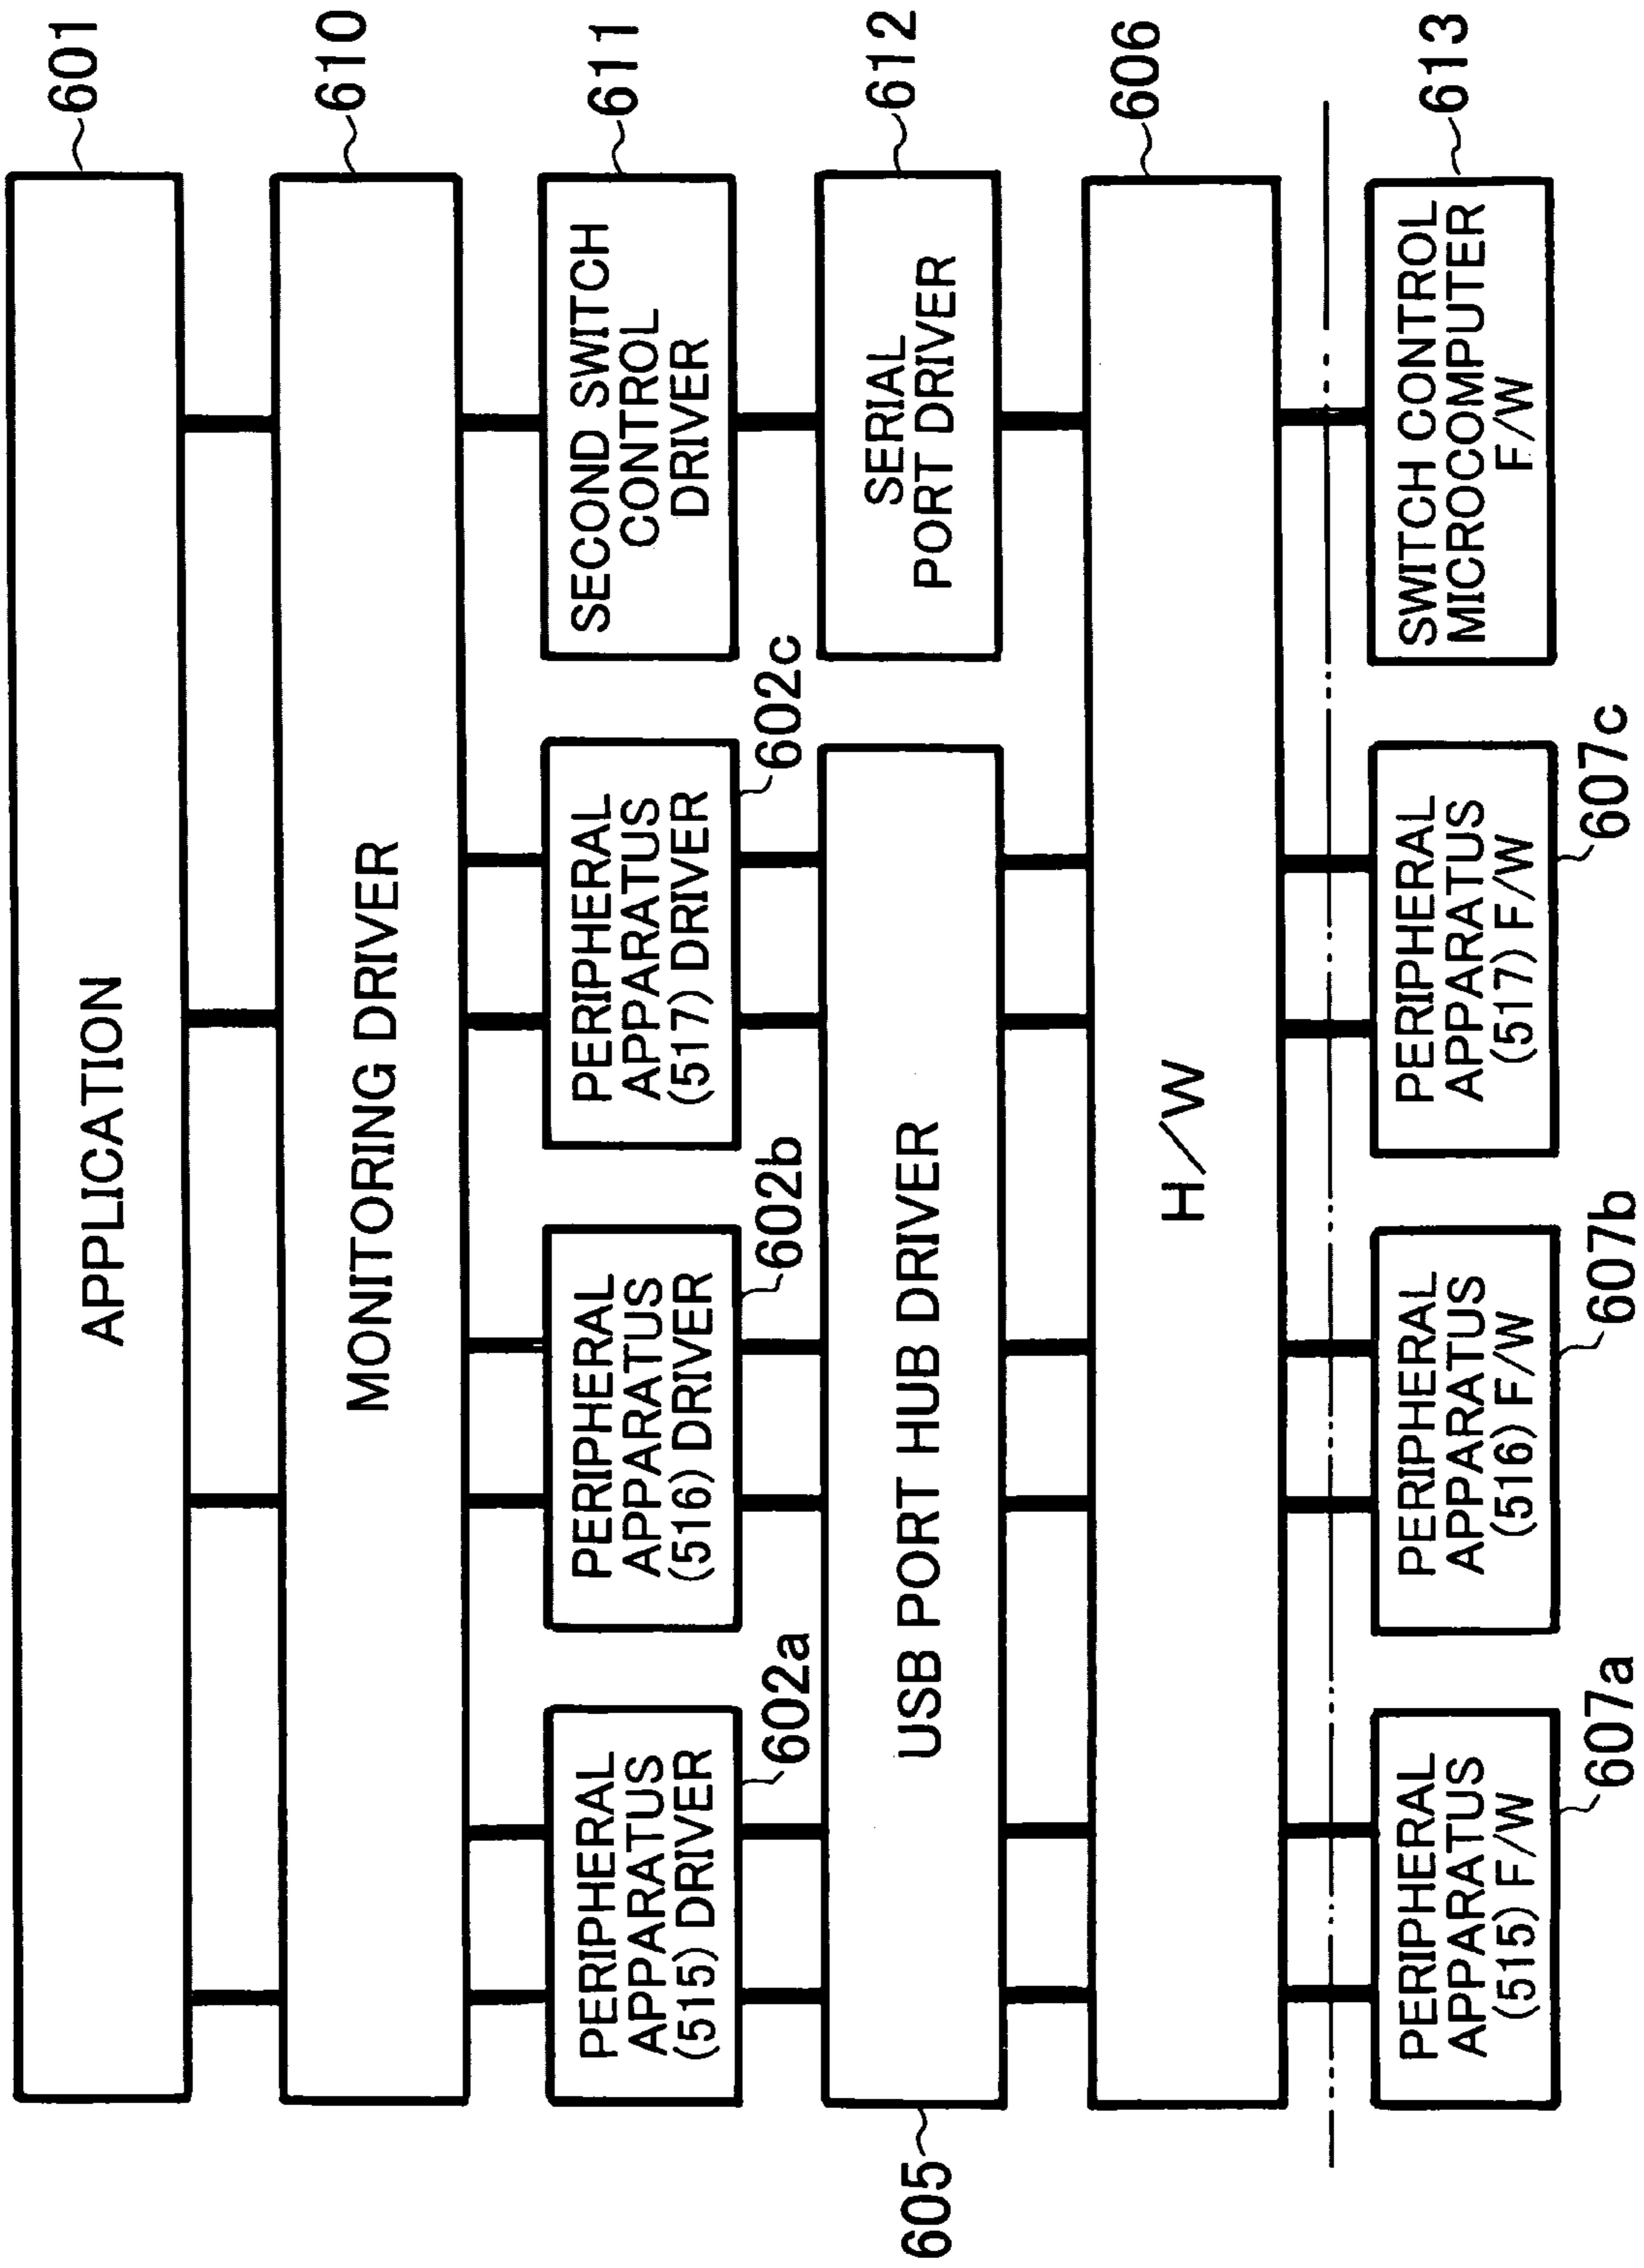 APPLICATION
601
MONITORING DRIVER
610
PERIPHERAL
APPARATUS
(515) DRIVER
602a
PERIPHERAL
APPARATUS
(516) DRIVER
602b
PERIPHERAL
APPARATUS
(517) DRIVER
602c
SECOND SWITCH
CONTROL
DRIVER
611
605
USB PORT HUB DRIVER
SERIAL
PORT DRIVER
612
H/W
606
PERIPHERAL
APPARATUS
(515) F/W
607a
PERIPHERAL
APPARATUS
(516) F/W
607b
PERIPHERAL
APPARATUS
(517) F/W
607c
SWITCH CONTROL
MICROCOMPUTER
F/W
613